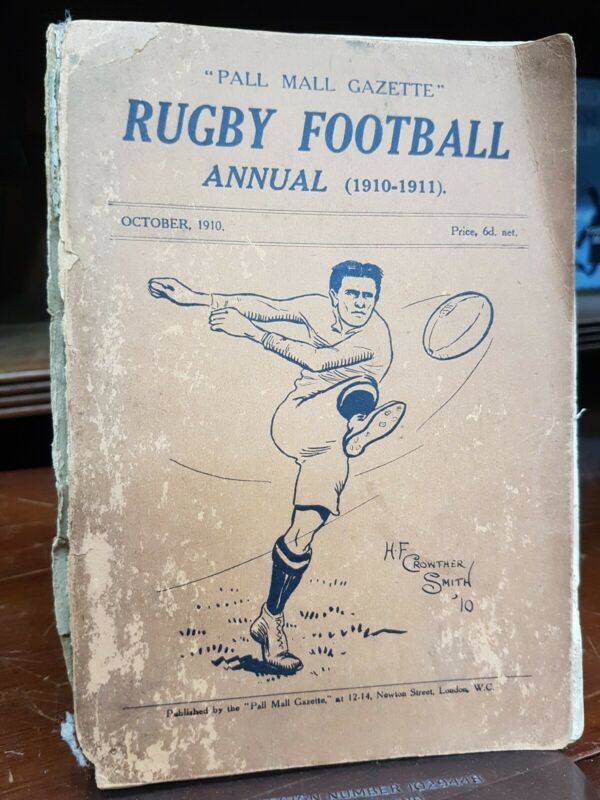 "PALL MALL GAZETTE"
RUGBY FOOTBALL
ANNUAL (1910-1911).
OCTOBER, 1910. Price, 6d. net.
H.F.
CROWTHER
SMITH
'10
Published by the "Pall Mall Gazette," at 12-14, Newton Street, London, W.C.
NUMBER